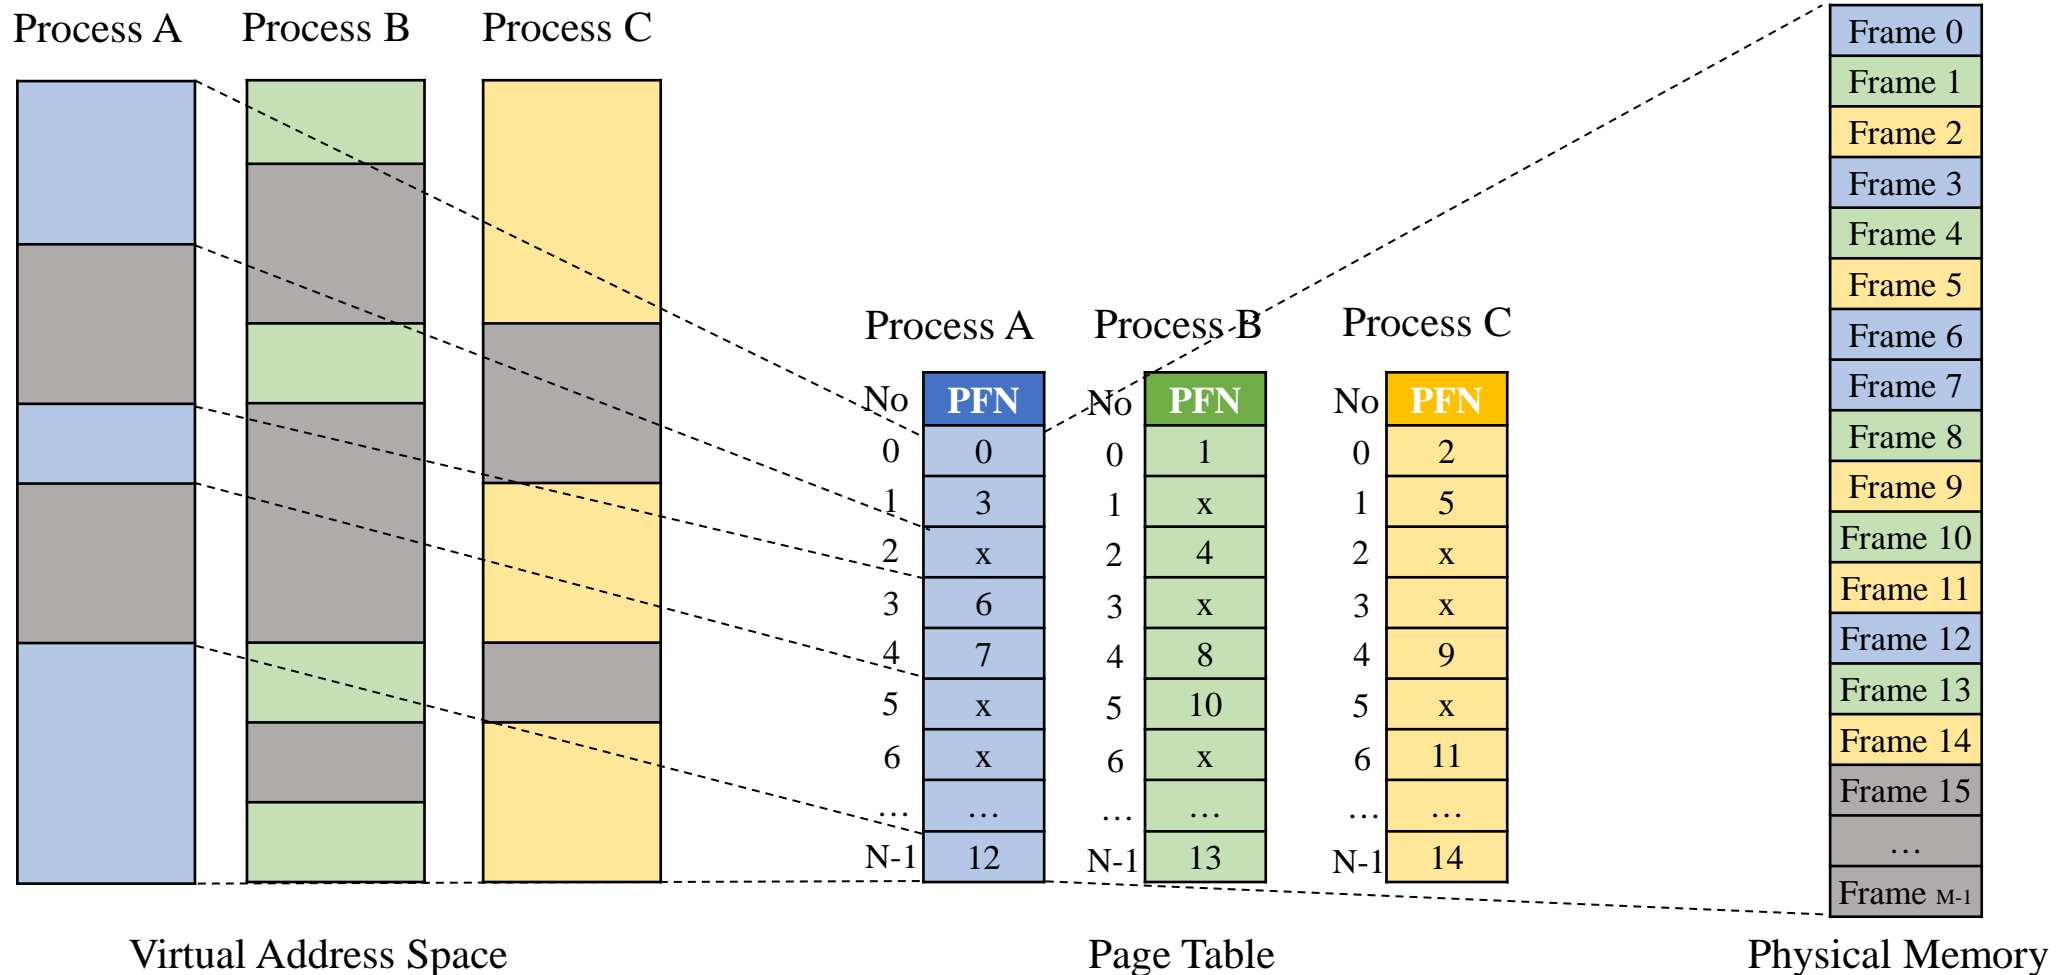 Process A Process B Process C
Process A Process B Process C
No PFN No PFN No PFN
0 0 0 1 0 2
1 3 1 x 1 5
2 x 2 4 2 x
3 6 3 x 3 x
4 7 4 8 4 9
5 x 5 10 5 x
6 x 6 x 6 11
… … … … … …
N-1 12 N-1 13 N-1 14
Frame 0
Frame 1
Frame 2
Frame 3
Frame 4
Frame 5
Frame 6
Frame 7
Frame 8
Frame 9
Frame 10
Frame 11
Frame 12
Frame 13
Frame 14
Frame 15
…
Frame M-1
Virtual Address Space Page Table Physical Memory